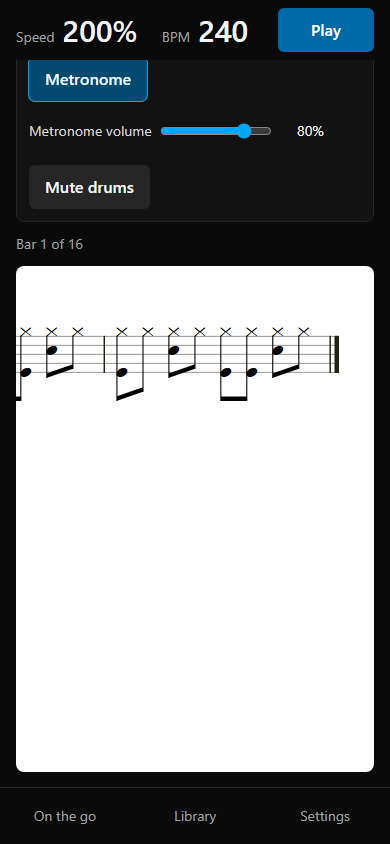 Speed 200% BPM 240 Play
Metronome
Metronome volume 80%
Mute drums
Bar 1 of 16
On the go Library Settings